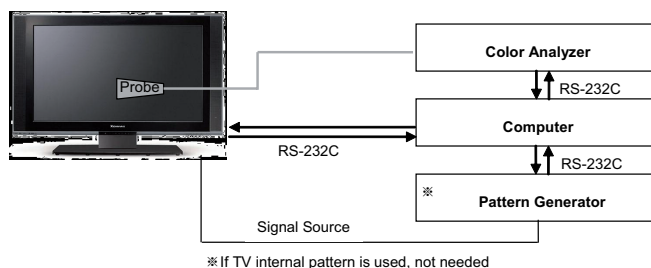 Color Analyzer
Probe
RS-232C
Computer
RS-232C
RS-232C
※ Pattern Generator
Signal Source
※If TV internal pattern is used, not needed